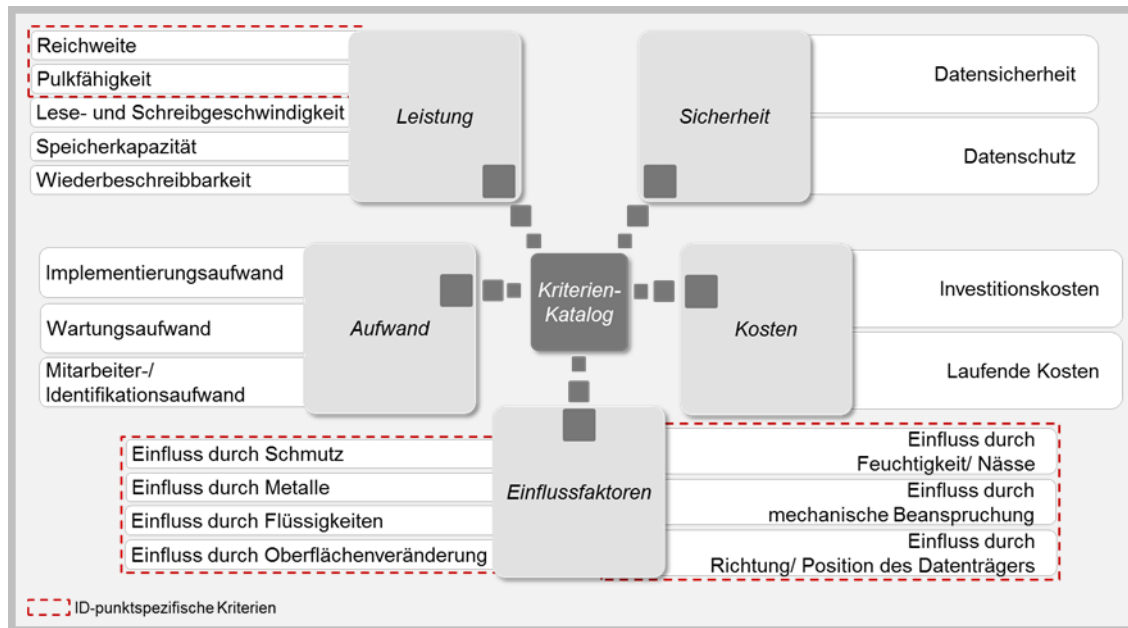 Reichweite
Pulkfähigkeit
Lese- und Schreibgeschwindigkeit
Speicherkapazität
Wiederbeschreibbarkeit
Leistung
Sicherheit
Datensicherheit
Datenschutz
Implementierungsaufwand
Wartungsaufwand
Mitarbeiter-/
Identifikationsaufwand
Aufwand
Kriterien-
Katalog
Kosten
Investitionskosten
Laufende Kosten
Einfluss durch Schmutz
Einfluss durch Metalle
Einfluss durch Flüssigkeiten
Einfluss durch Oberflächenveränderung
Einflussfaktoren
Einfluss durch
Feuchtigkeit/ Nässe
Einfluss durch
mechanische Beanspruchung
Einfluss durch
Richtung/ Position des Datenträgers
ID-punktspezifische Kriterien